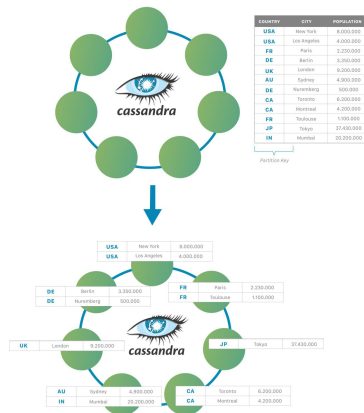 COUNTRY CITY POPULATION
USA New York 8.000.000
USA Los Angeles 4.000.000
FR Paris 2.230.000
DE Berlin 3.350.000
UK London 9.200.000
AU Sydney 4.900.000
DE Nuremberg 500.000
CA Toronto 6.200.000
CA Montreal 4.200.000
FR Toulouse 1.100.000
JP Tokyo 37.430.000
IN Mumbai 20.200.000
Partition Key
cassandra
USA New York 8.000.000
USA Los Angeles 4.000.000
DE Berlin 3.350.000
DE Nuremberg 500.000
FR Paris 2.230.000
FR Toulouse 1.100.000
UK London 9.200.000
cassandra
JP Tokyo 37.430.000
AU Sydney 4.900.000
IN Mumbai 20.200.000
CA Toronto 6.200.000
CA Montreal 4.200.000